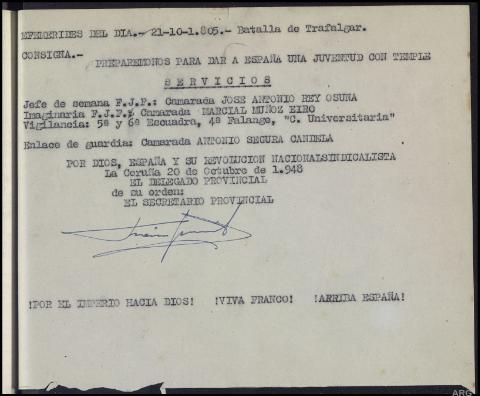 EFEMERIDES DEL DIA.- 21-10-1.805.- Batalla de Trafalgar.
CONSIGNA.-
PREPAREMONOS PARA DAR A ESPAÑA UNA JUVENTUD CON TEMPLE
S E R V I C I O S
Jefe de semana F.J.F.: Camarada JOSE ANTONIO REY OSUNA
Imaginaria F.J.F.: Camarada MARCIAL MUÑOZ EIRO
Vigilancia: 5ª y 6ª Escuadra, 4ª Falange, "C. Universitaria"
Enlace de guardia: Camarada ANTONIO SEGURA CANDELA
POR DIOS, ESPAÑA Y SU REVOLUCION NACIONALSINDICALISTA
La Coruña 20 de Octubre de 1.948
EL DELEGADO PROVINCIAL
de su orden:
EL SECRETARIO PROVINCIAL
!POR EL IMPERIO HACIA DIOS! !VIVA FRANCO! !ARRIBA ESPAÑA!
ARG